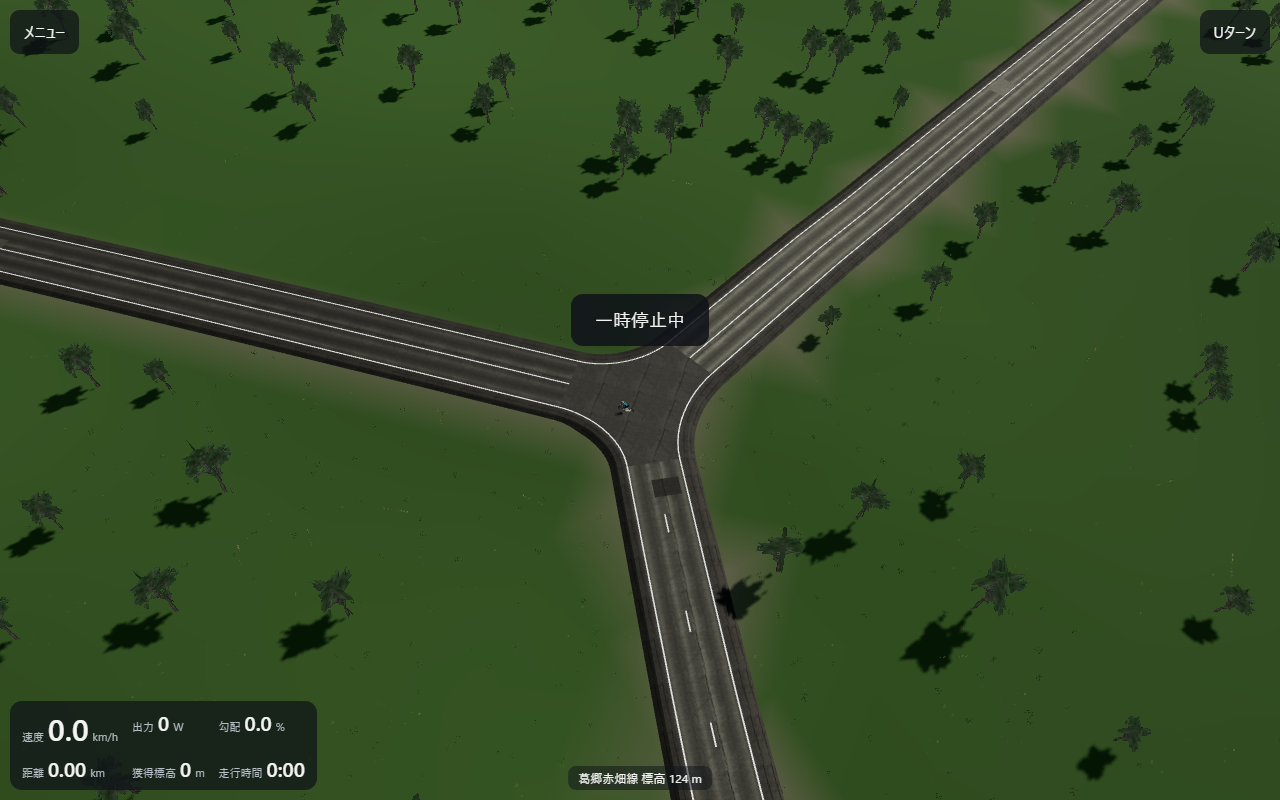 メニュー
Uターン
一時停止中
速度 0.0 km/h 出力 0 W 勾配 0.0 %
距離 0.00 km 獲得標高 0 m 走行時間 0:00
葛郷赤畑線 標高 124 m